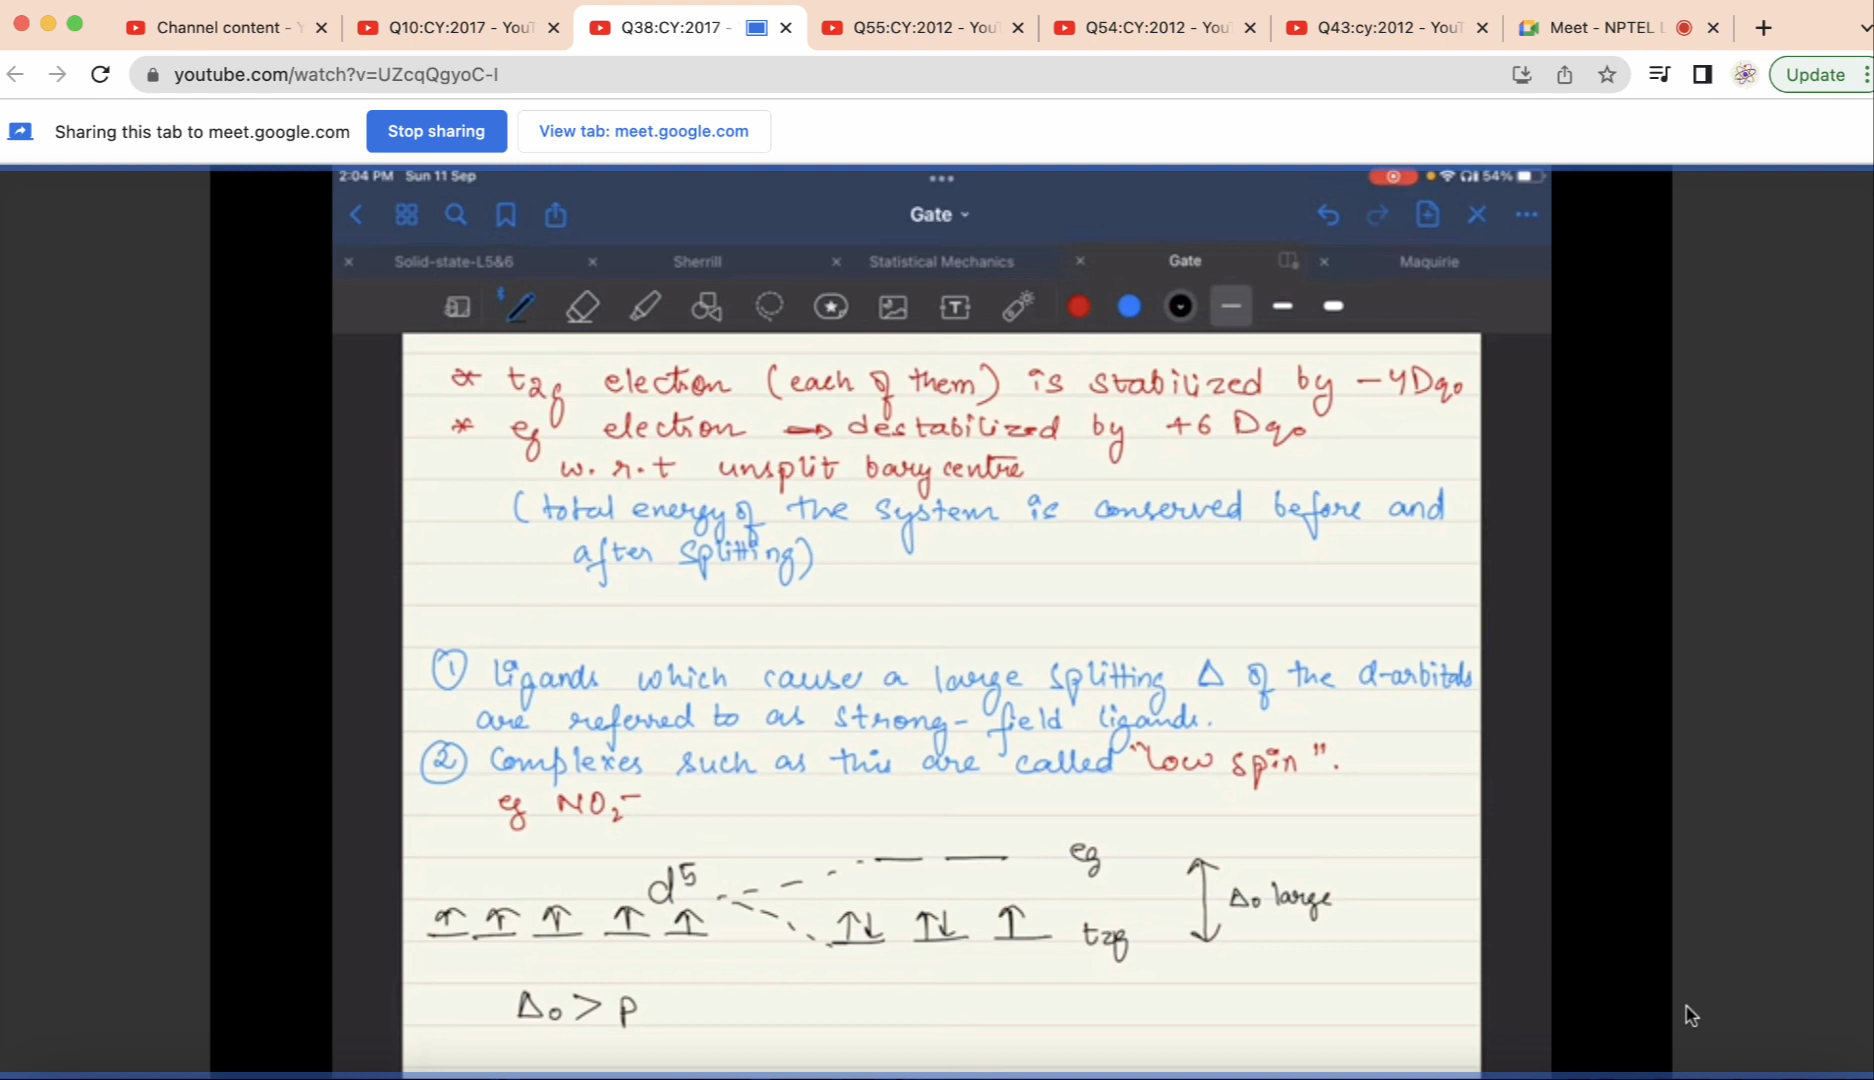 Channel content - Y
Q10:CY:2017 - YouT
Q38:CY:2017 -
Q55:CY:2012 - YouT
Q54:CY:2012 - YouT
Q43:cy:2012 - YouT
Meet - NPTEL L
youtube.com/watch?v=UZcqQgyoC-I
Update
Sharing this tab to meet.google.com
Stop sharing
View tab: meet.google.com
2:04 PM Sun 11 Sep
54%
Gate
Solid-state-L5&6
Sherrill
Statistical Mechanics
Gate
Maquirie
* t2g electron (each of them) is stabilized by -4Dqo
* eg electron → destabilized by +6 Dqo
w.r.t unsplit bary centre
(total energy of the system is conserved before and
after splitting)
① Ligands which cause a large splitting Δ of the d-orbitals
are referred to as strong-field ligands.
② Complexes such as this are called "low spin".
eg NO2-
d5
eg
Δo large
t2g
Δo > p